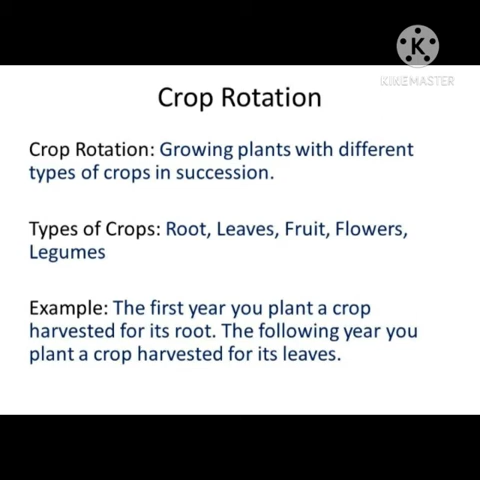 K
KINEMASTER
Crop Rotation
Crop Rotation: Growing plants with different
types of crops in succession.
Types of Crops: Root, Leaves, Fruit, Flowers,
Legumes
Example: The first year you plant a crop
harvested for its root. The following year you
plant a crop harvested for its leaves.